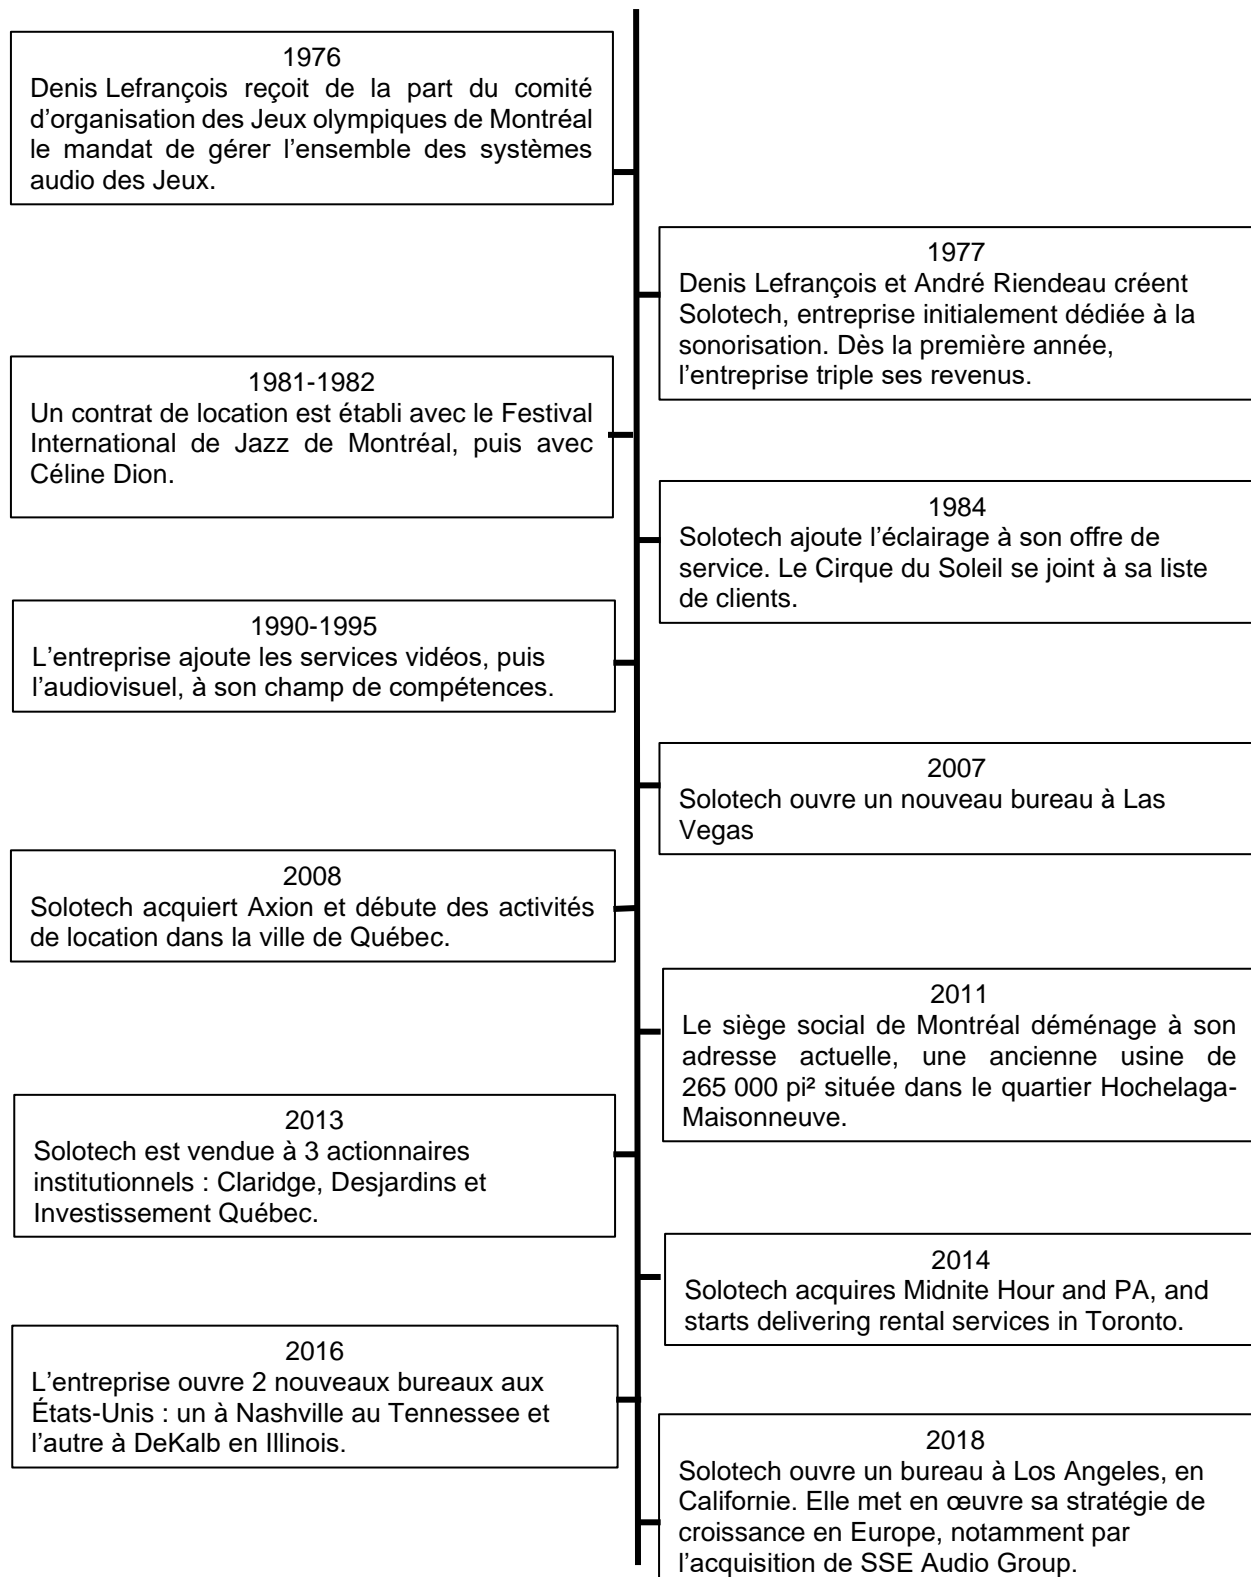 1976
Denis Lefrançois reçoit de la part du comité
d’organisation des Jeux olympiques de Montréal
le mandat de gérer l’ensemble des systèmes
audio des Jeux.
1977
Denis Lefrançois et André Riendeau créent
Solotech, entreprise initialement dédiée à la
sonorisation. Dès la première année,
l’entreprise triple ses revenus.
1981-1982
Un contrat de location est établi avec le Festival
International de Jazz de Montréal, puis avec
Céline Dion.
1984
Solotech ajoute l’éclairage à son offre de
service. Le Cirque du Soleil se joint à sa liste
de clients.
1990-1995
L’entreprise ajoute les services vidéos, puis
l’audiovisuel, à son champ de compétences.
2007
Solotech ouvre un nouveau bureau à Las
Vegas
2008
Solotech acquiert Axion et débute des activités
de location dans la ville de Québec.
2011
Le siège social de Montréal déménage à son
adresse actuelle, une ancienne usine de
265 000 pi² située dans le quartier Hochelaga-
Maisonneuve.
2013
Solotech est vendue à 3 actionnaires
institutionnels : Claridge, Desjardins et
Investissement Québec.
2014
Solotech acquires Midnite Hour and PA, and
starts delivering rental services in Toronto.
2016
L’entreprise ouvre 2 nouveaux bureaux aux
États-Unis : un à Nashville au Tennessee et
l’autre à DeKalb en Illinois.
2018
Solotech ouvre un bureau à Los Angeles, en
Californie. Elle met en œuvre sa stratégie de
croissance en Europe, notamment par
l’acquisition de SSE Audio Group.